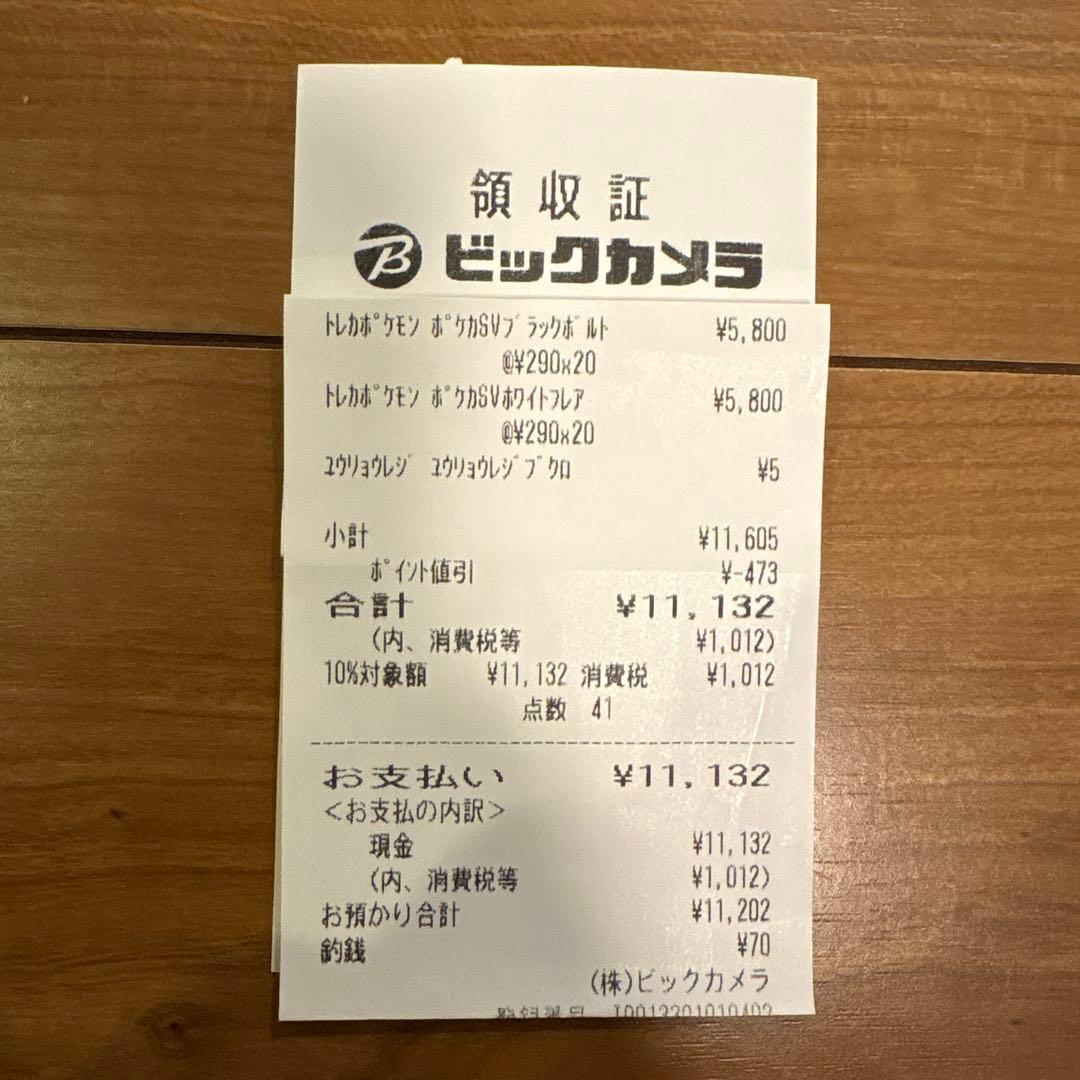 領収証
B ビックカメラ
ﾄﾚｶﾎﾟｹﾓﾝ ﾎﾟｹｶSVﾌﾞﾗｯｸﾎﾞﾙﾄ ¥5,800
@¥290x20
ﾄﾚｶﾎﾟｹﾓﾝ ﾎﾟｹｶSVﾎﾜｲﾄﾌﾚｱ ¥5,800
@¥290x20
ﾕｳﾘｮｳﾚｼﾞ ﾕｳﾘｮｳﾚｼﾞﾌﾞｸﾛ ¥5
小計 ¥11,605
ﾎﾟｲﾝﾄ値引 ¥-473
合計 ¥11,132
(内、消費税等 ¥1,012)
10%対象額 ¥11,132 消費税 ¥1,012
点数 41
お支払い ¥11,132
<お支払の内訳>
現金 ¥11,132
(内、消費税等 ¥1,012)
お預かり合計 ¥11,202
釣銭 ¥70
(株)ビックカメラ